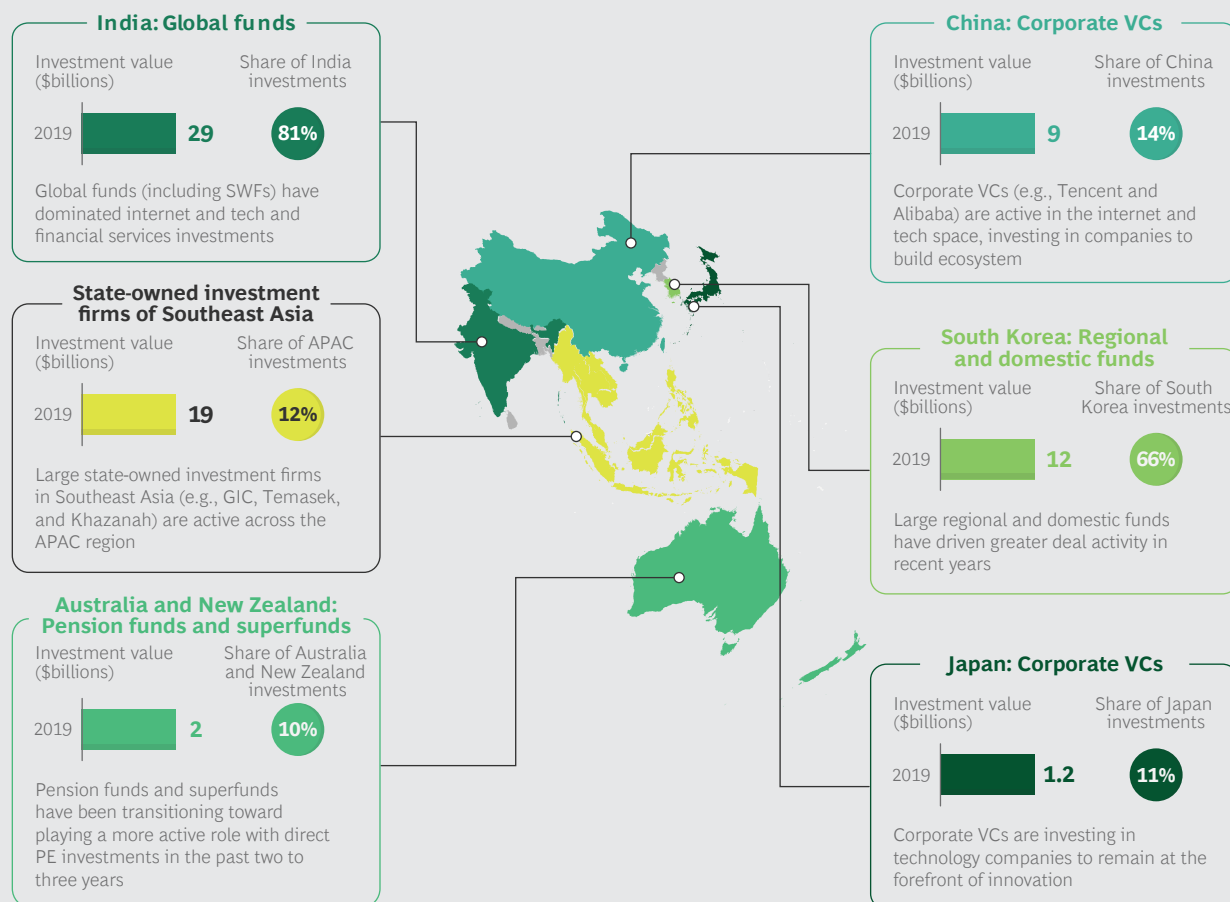 India: Global funds
Investment value
($billions)
Share of India
investments
2019
29
81%
Global funds (including SWFs) have
dominated internet and tech and
financial services investments
State-owned investment
firms of Southeast Asia
Investment value
($billions)
Share of APAC
investments
2019
19
12%
Large state-owned investment firms
in Southeast Asia (e.g., GIC, Temasek,
and Khazanah) are active across the
APAC region
Australia and New Zealand:
Pension funds and superfunds
Investment value
($billions)
Share of Australia
and New Zealand
investments
2019
2
10%
Pension funds and superfunds
have been transitioning toward
playing a more active role with direct
PE investments in the past two to
three years
China: Corporate VCs
Investment value
($billions)
Share of China
investments
2019
9
14%
Corporate VCs (e.g., Tencent and
Alibaba) are active in the internet and
tech space, investing in companies to
build ecosystem
South Korea: Regional
and domestic funds
Investment value
($billions)
Share of South
Korea investments
2019
12
66%
Large regional and domestic funds
have driven greater deal activity in
recent years
Japan: Corporate VCs
Investment value
($billions)
Share of Japan
investments
2019
1.2
11%
Corporate VCs are investing in
technology companies to remain at the
forefront of innovation